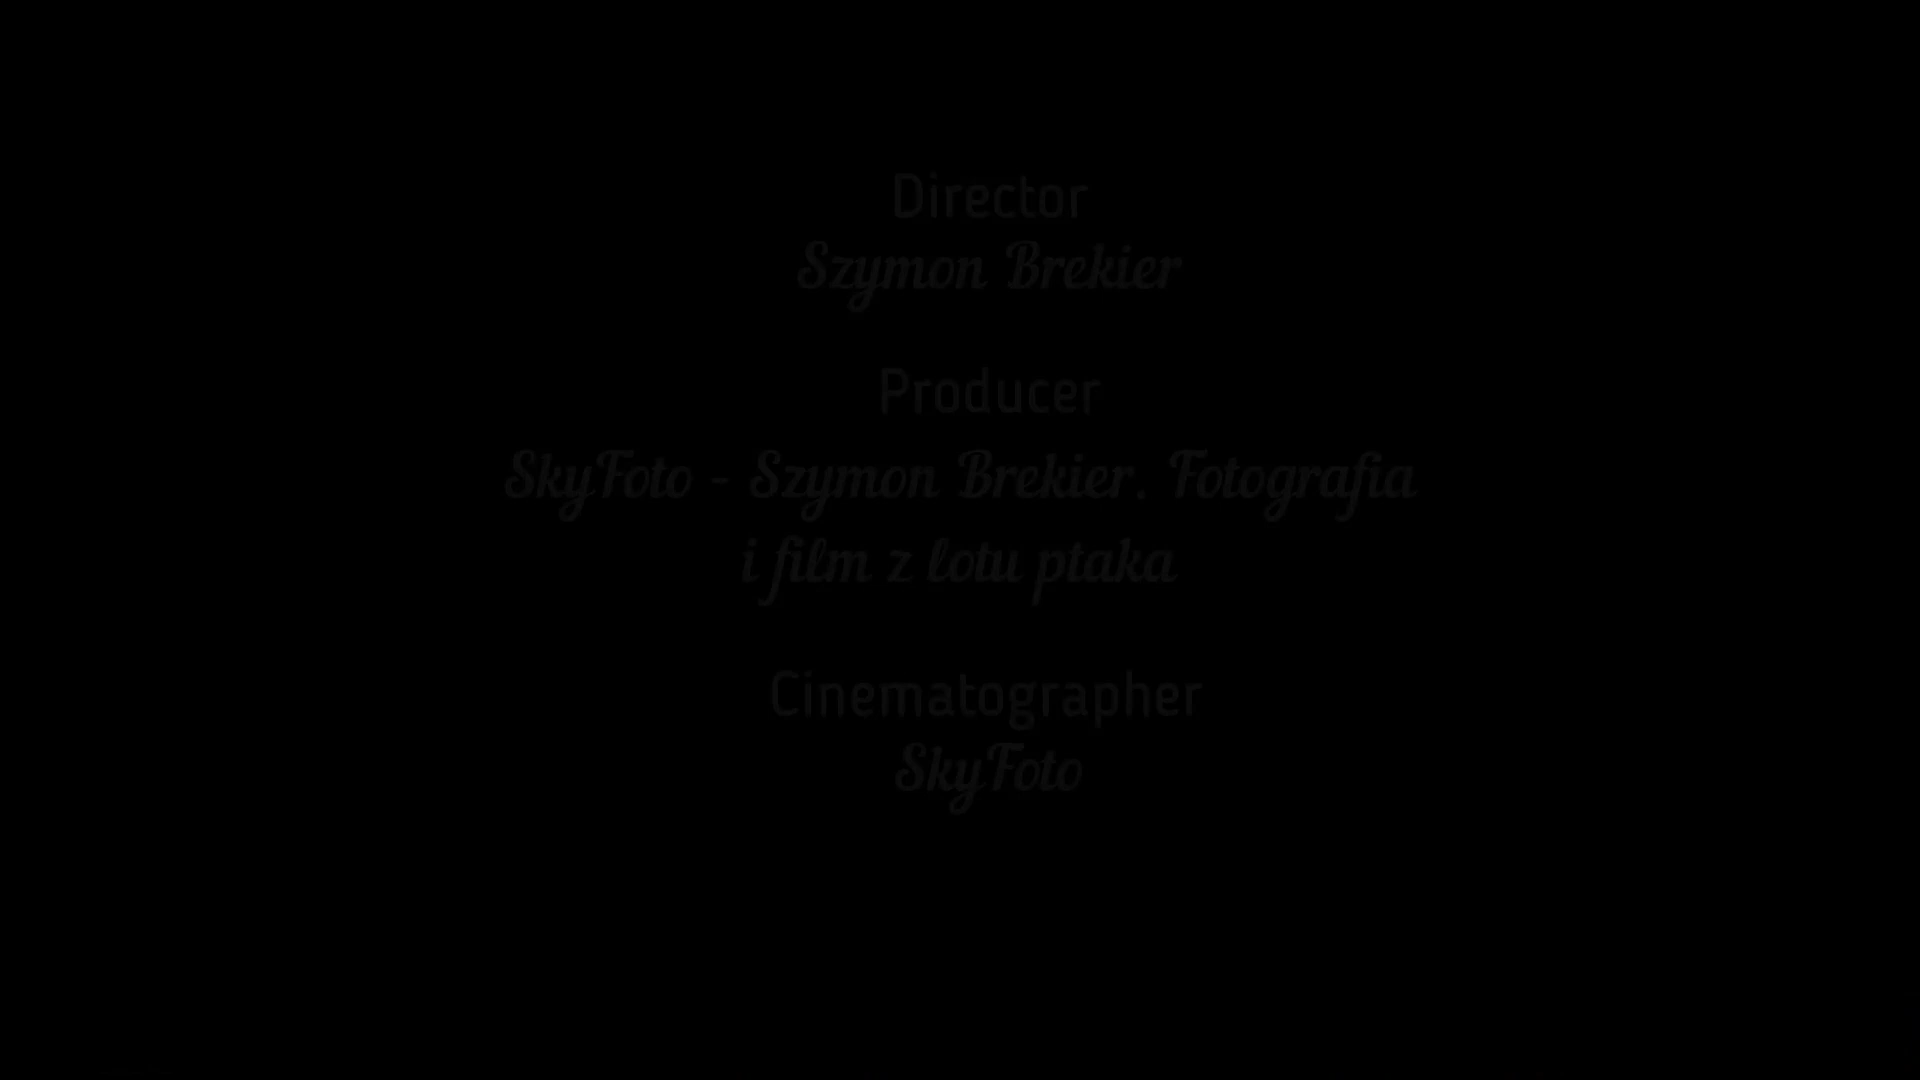 Director
Szymon Brekier
Producer
SkyFoto - Szymon Brekier. Fotografia
i film z lotu ptaka
Cinematographer
SkyFoto